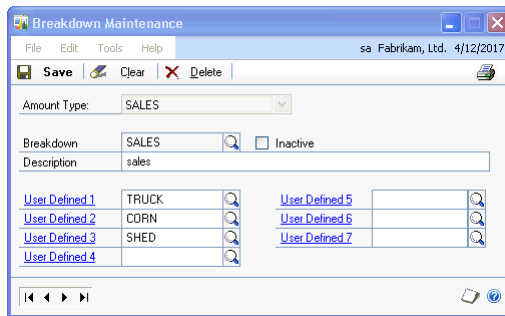 Breakdown Maintenance
File Edit Tools Help sa Fabrikam, Ltd. 4/12/2017
Save Clear Delete
Amount Type: SALES
Breakdown SALES Inactive
Description sales
User Defined 1 TRUCK User Defined 5
User Defined 2 CORN User Defined 6
User Defined 3 SHED User Defined 7
User Defined 4